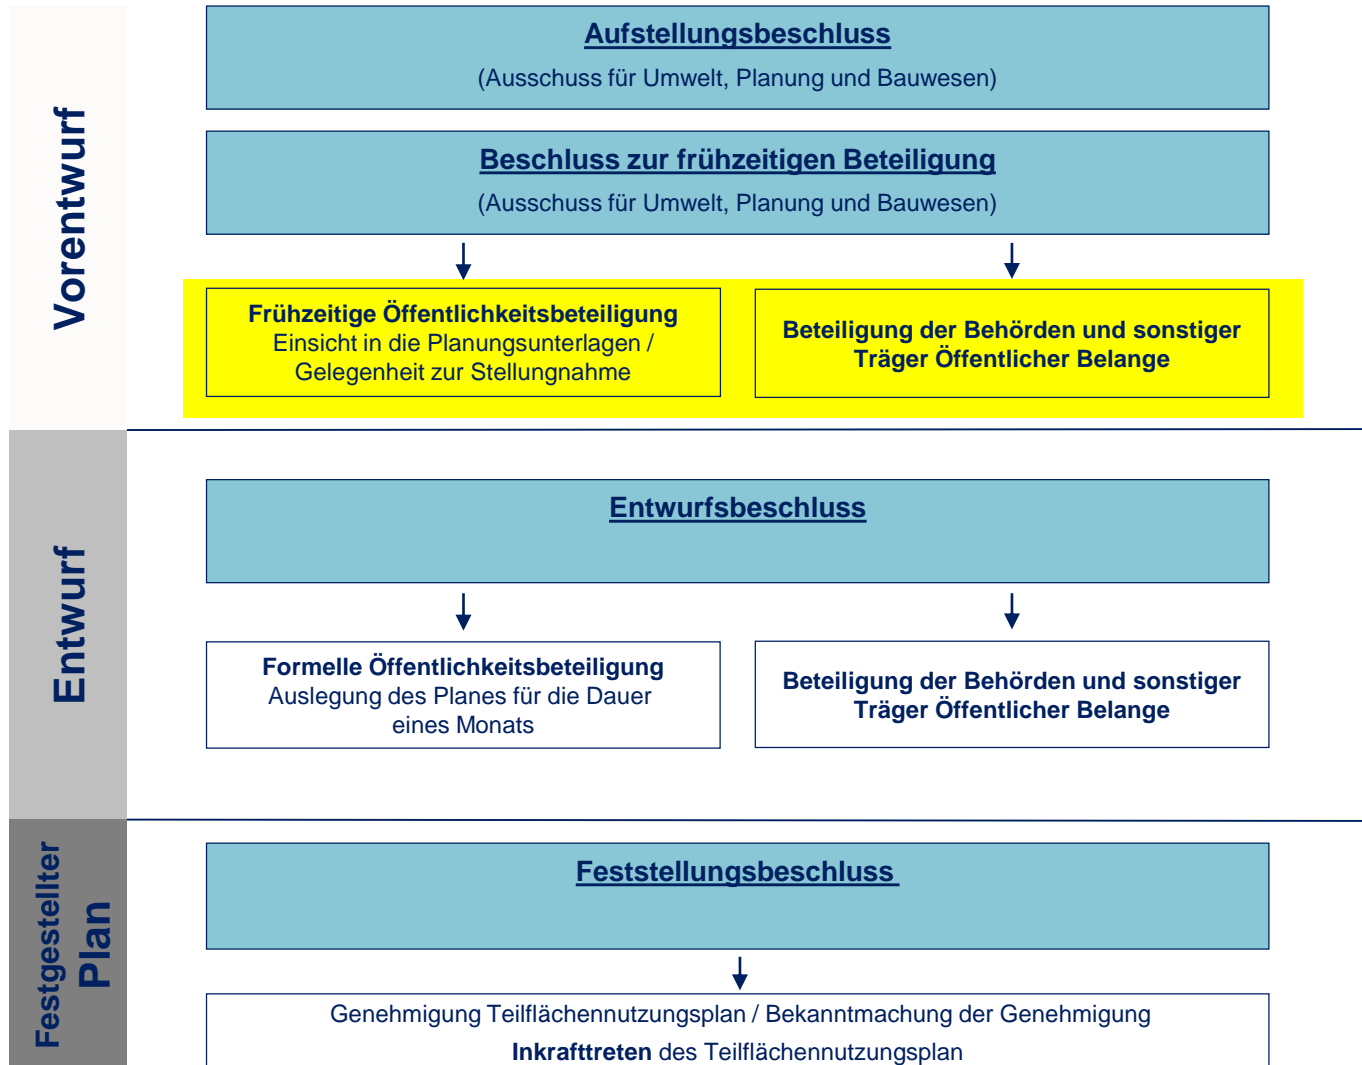 Vorentwurf
Aufstellungsbeschluss
(Ausschuss für Umwelt, Planung und Bauwesen)
Beschluss zur frühzeitigen Beteiligung
(Ausschuss für Umwelt, Planung und Bauwesen)
Frühzeitige Öffentlichkeitsbeteiligung
Einsicht in die Planungsunterlagen /
Gelegenheit zur Stellungnahme
Beteiligung der Behörden und sonstiger
Träger Öffentlicher Belange
Entwurf
Entwurfsbeschluss
Formelle Öffentlichkeitsbeteiligung
Auslegung des Planes für die Dauer
eines Monats
Beteiligung der Behörden und sonstiger
Träger Öffentlicher Belange
Festgestellter
Plan
Feststellungsbeschluss
Genehmigung Teilflächennutzungsplan / Bekanntmachung der Genehmigung
Inkrafttreten des Teilflächennutzungsplan